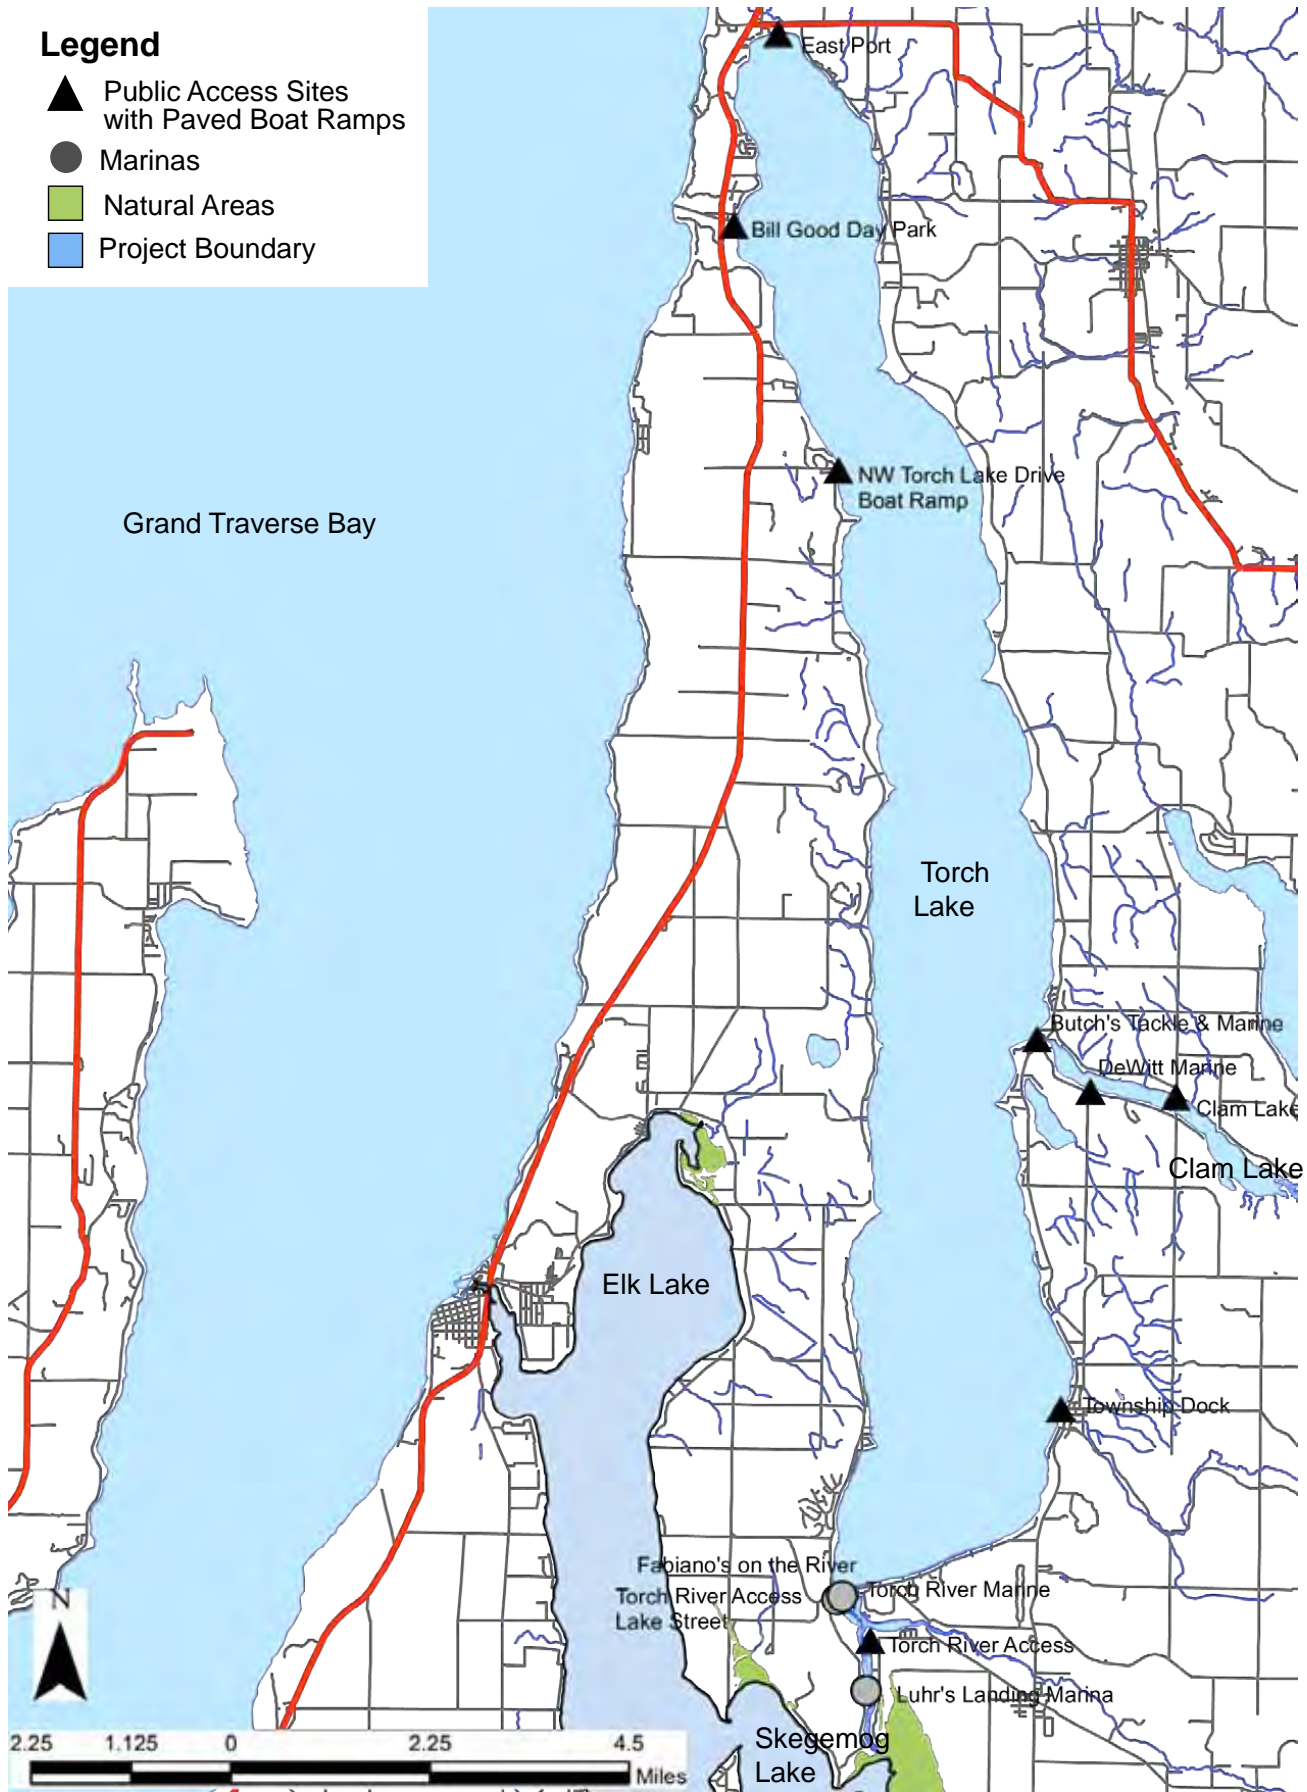 Legend
Public Access Sites
with Paved Boat Ramps
Marinas
Natural Areas
Project Boundary
East Port
Bill Good Day Park
NW Torch Lake Drive
Boat Ramp
Grand Traverse Bay
Torch
Lake
Butch's Tackle & Marine
DeWitt Marine
Clam Lake
Clam Lake
Elk Lake
Township Dock
Fabiano's on the River
Torch River Marine
Torch River Access
Lake Street
Torch River Access
Luhr's Landing Marina
Skegemog
Lake
N
2.25 1.125 0 2.25 4.5
Miles